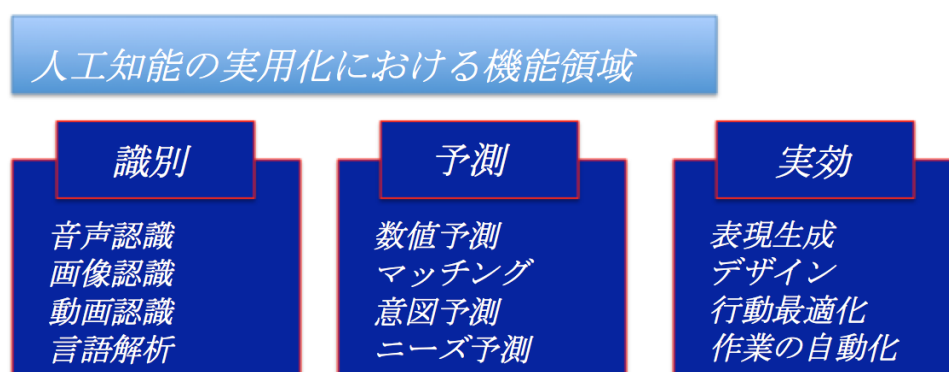 人工知能の実用化における機能領域
識別
音声認識
画像認識
動画認識
言語解析
予測
数値予測
マッチング
意図予測
ニーズ予測
実効
表現生成
デザイン
行動最適化
作業の自動化